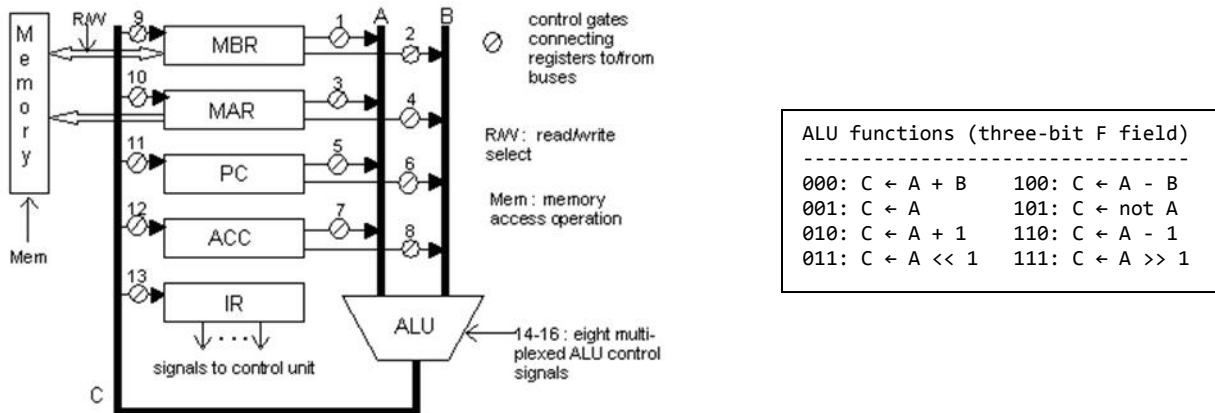 R/W
9
1
A
B
M
e
m
o
r
y
MBR
2
control gates
connecting
registers to/from
buses
10
3
MAR
4
R/W : read/write
select
11
5
PC
6
Mem : memory
access operation
12
7
ACC
8
Mem
13
IR
ALU
14-16 : eight multi-
plexed ALU control
signals
signals to control unit
C
ALU functions (three-bit F field)
---------------------------------
000: C ← A + B 100: C ← A - B
001: C ← A 101: C ← not A
010: C ← A + 1 110: C ← A - 1
011: C ← A << 1 111: C ← A >> 1